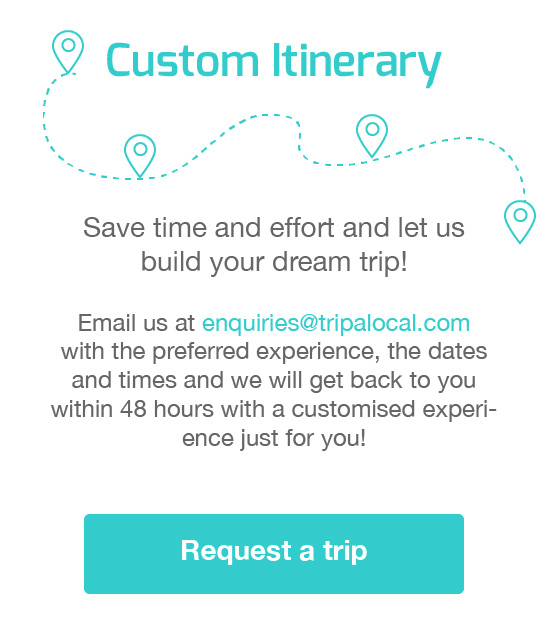 Custom Itinerary
Save time and effort and let us
build your dream trip!
Email us at enquiries@tripalocal.com
with the preferred experience, the dates
and times and we will get back to you
within 48 hours with a customised experi-
ence just for you!
Request a trip